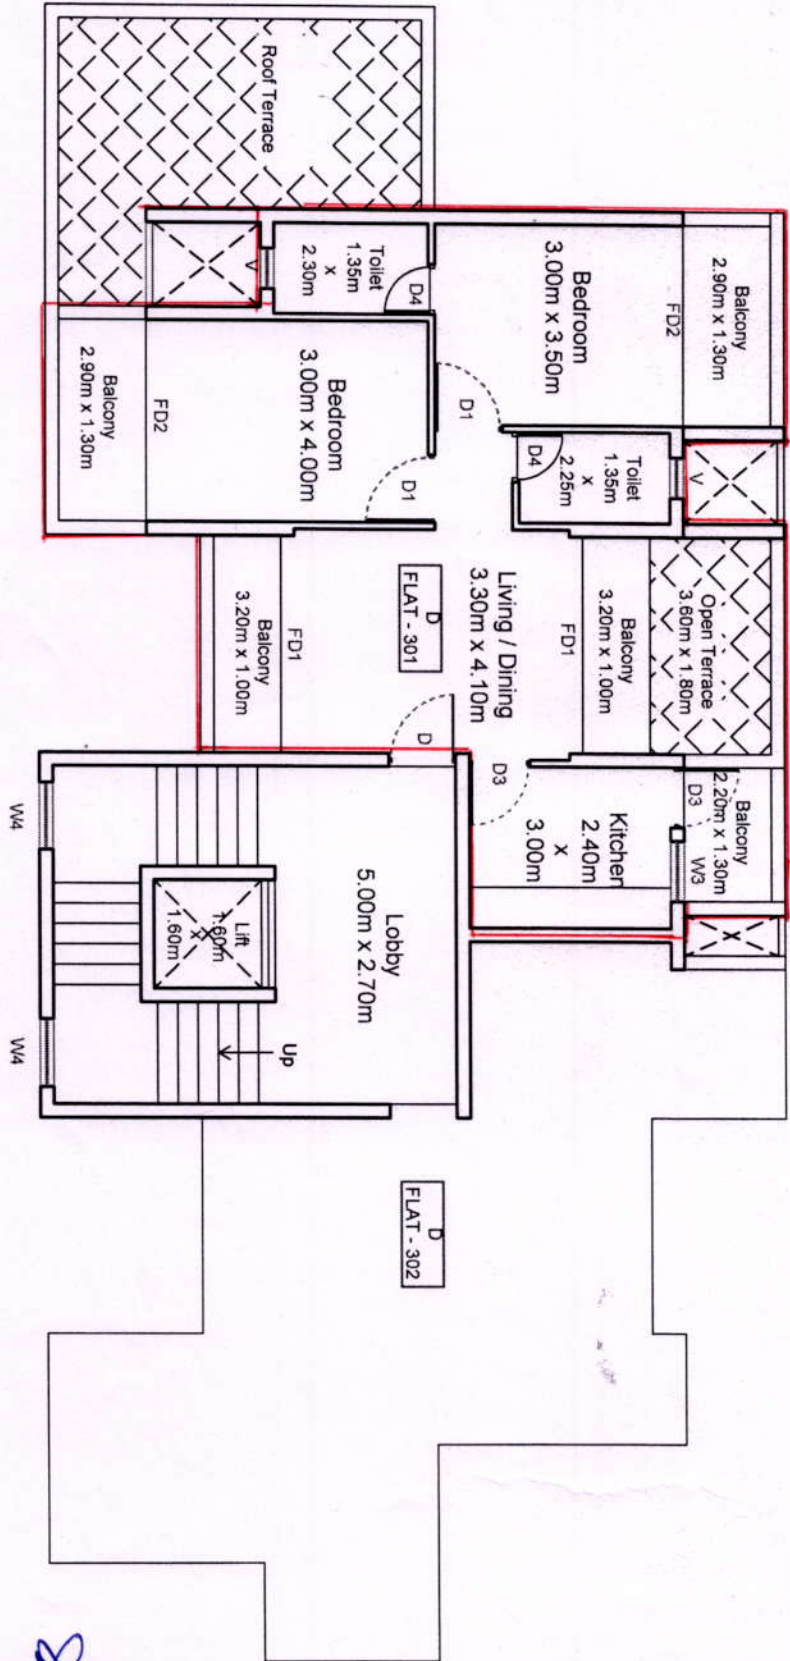 Roof Terrace
Toilet
1.35m
x
2.30m
V
D4
Bedroom
3.00m x 3.50m
FD2
Balcony
2.90m x 1.30m
Balcony
2.90m x 1.30m
FD2
Bedroom
3.00m x 4.00m
D1
D1
Toilet
1.35m
x
2.25m
D4
V
Balcony
3.20m x 1.00m
FD1
D
FLAT - 301
Living / Dining
3.30m x 4.10m
FD1
Balcony
3.20m x 1.00m
Open Terrace
3.60m x 1.80m
D
D3
Kitchen
2.40m
x
3.00m
D3
W3
Balcony
2.20m x 1.30m
W4
Lift
1.60m
x
1.60m
Lobby
5.00m x 2.70m
Up
W4
D
FLAT - 302